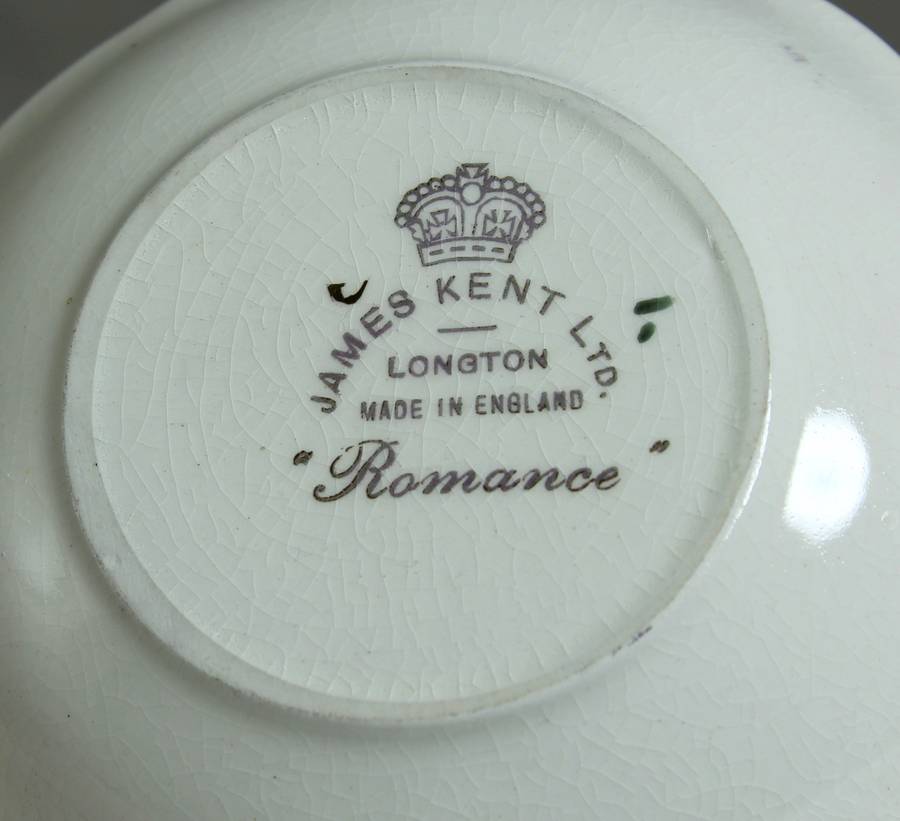 JAMES KENT LTD.
LONGTON
MADE IN ENGLAND
"Romance"